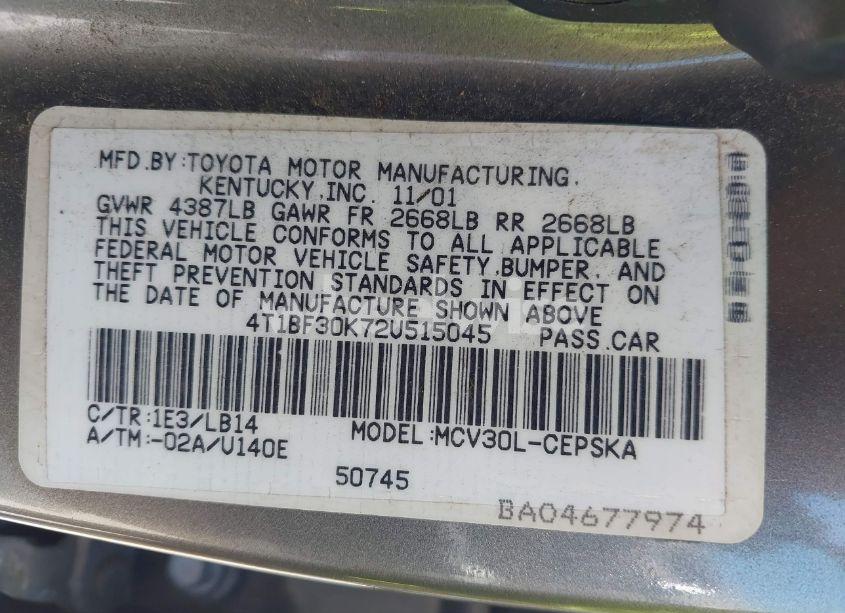 MFD.BY:TOYOTA MOTOR MANUFACTURING,
KENTUCKY,INC. 11/01
GVWR 4387LB GAWR FR 2668LB RR 2668LB
THIS VEHICLE CONFORMS TO ALL APPLICABLE
FEDERAL MOTOR VEHICLE SAFETY,BUMPER, AND
THEFT PREVENTION STANDARDS IN EFFECT ON
THE DATE OF MANUFACTURE SHOWN ABOVE
4T1BF30K72U515045 PASS.CAR
C/TR:1E3/LB14
A/TM:-02A/U140E MODEL:MCV30L-CEPSKA
50745
BA04677974